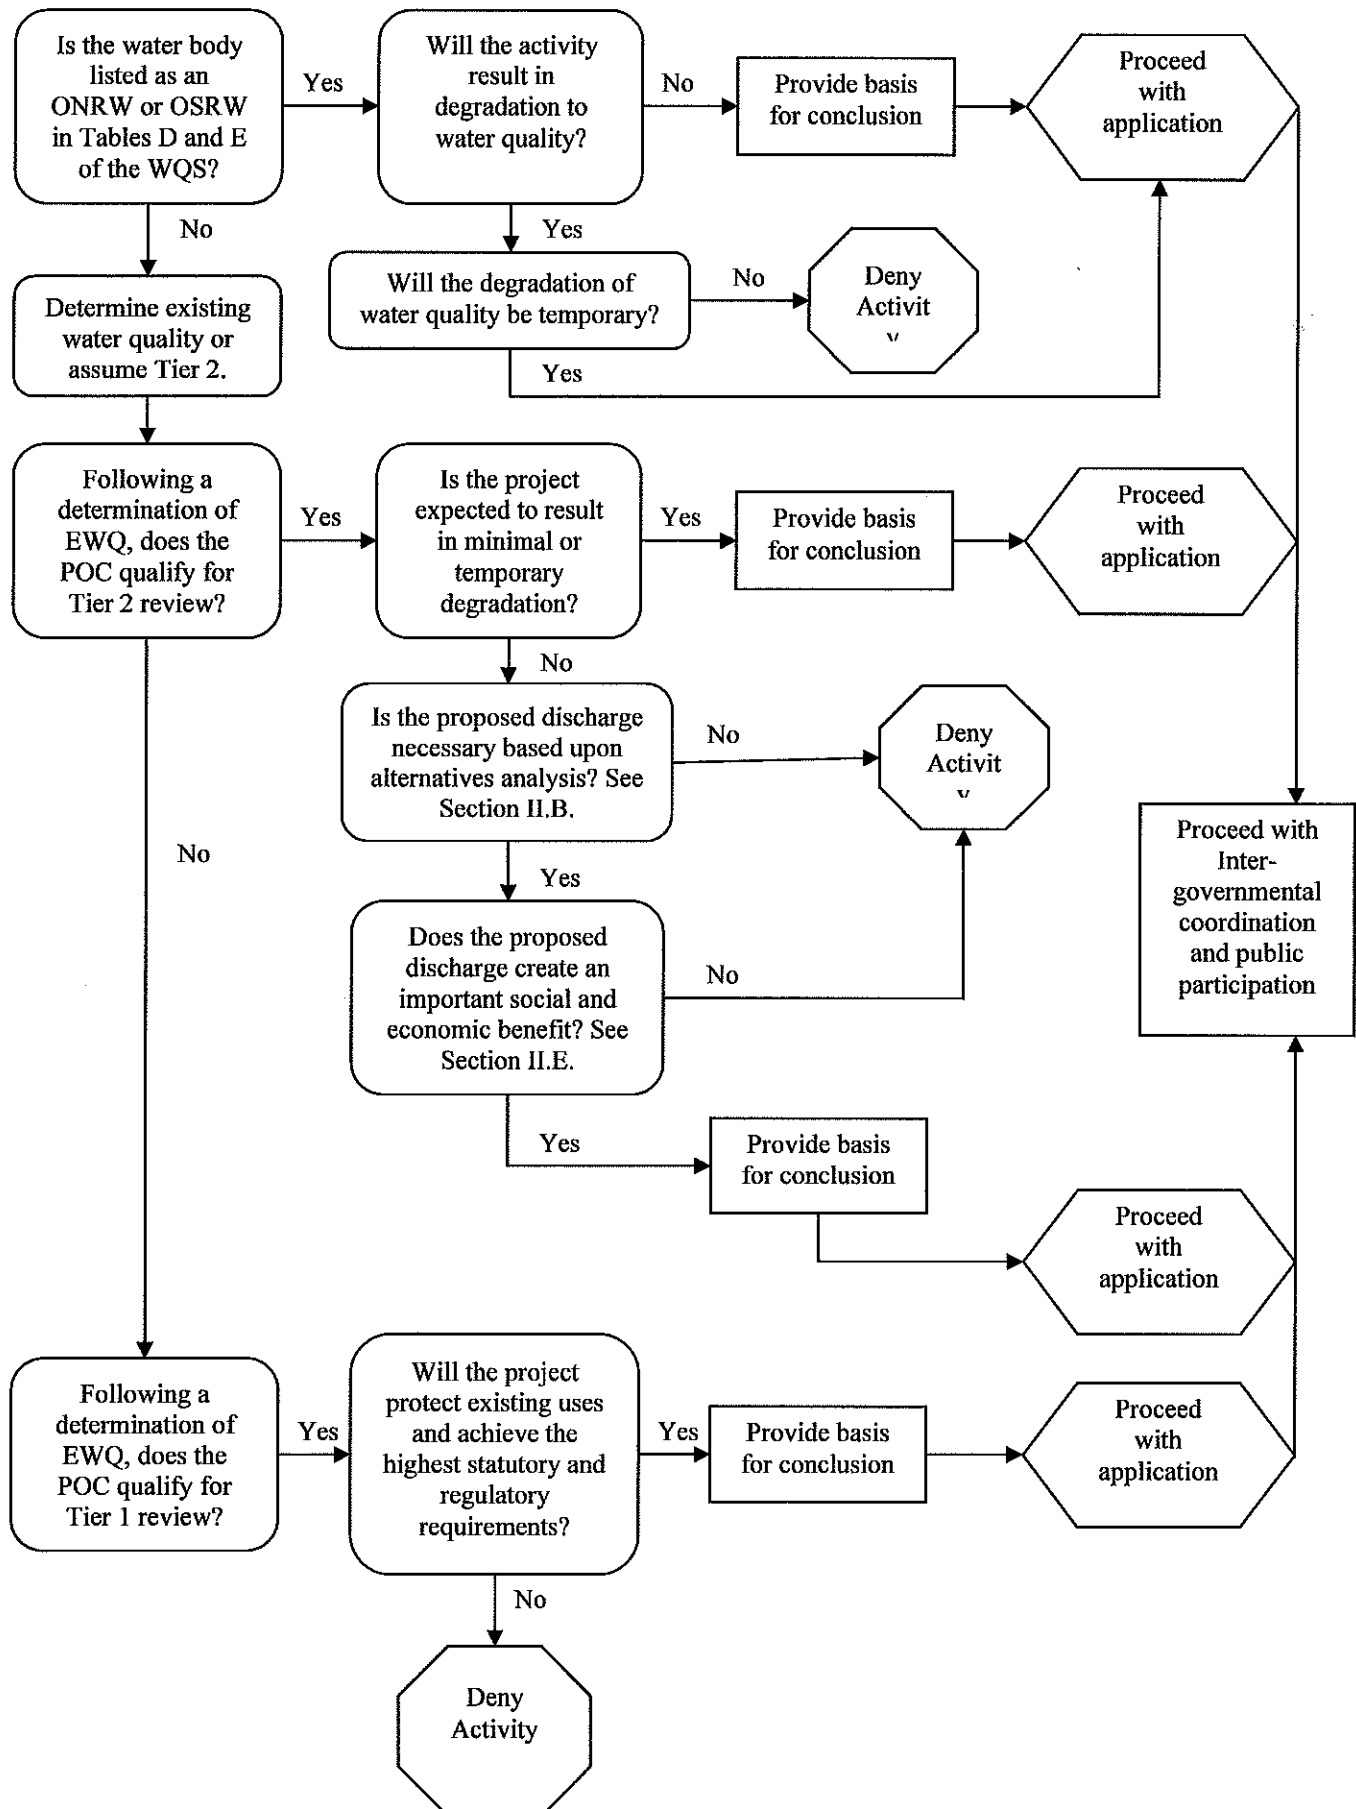 Is the water body
listed as an
ONRW or OSRW
in Tables D and E
of the WQS?
Yes
Will the activity
result in
degradation to
water quality?
No
Provide basis
for conclusion
Proceed
with
application
No
Yes
Determine existing
water quality or
assume Tier 2.
Will the degradation of
water quality be temporary?
No
Deny
Activit
y
Yes
Following a
determination of
EWQ, does the
POC qualify for
Tier 2 review?
Yes
Is the project
expected to result
in minimal or
temporary
degradation?
Yes
Provide basis
for conclusion
Proceed
with
application
No
Is the proposed discharge
necessary based upon
alternatives analysis? See
Section II.B.
No
Deny
Activit
y
Proceed with
Inter-
governmental
coordination
and public
participation
No
Yes
Does the proposed
discharge create an
important social and
economic benefit? See
Section II.E.
No
Yes
Provide basis
for conclusion
Proceed
with
application
Following a
determination of
EWQ, does the
POC qualify for
Tier 1 review?
Yes
Will the project
protect existing uses
and achieve the
highest statutory and
regulatory
requirements?
Yes
Provide basis
for conclusion
Proceed
with
application
No
Deny
Activity